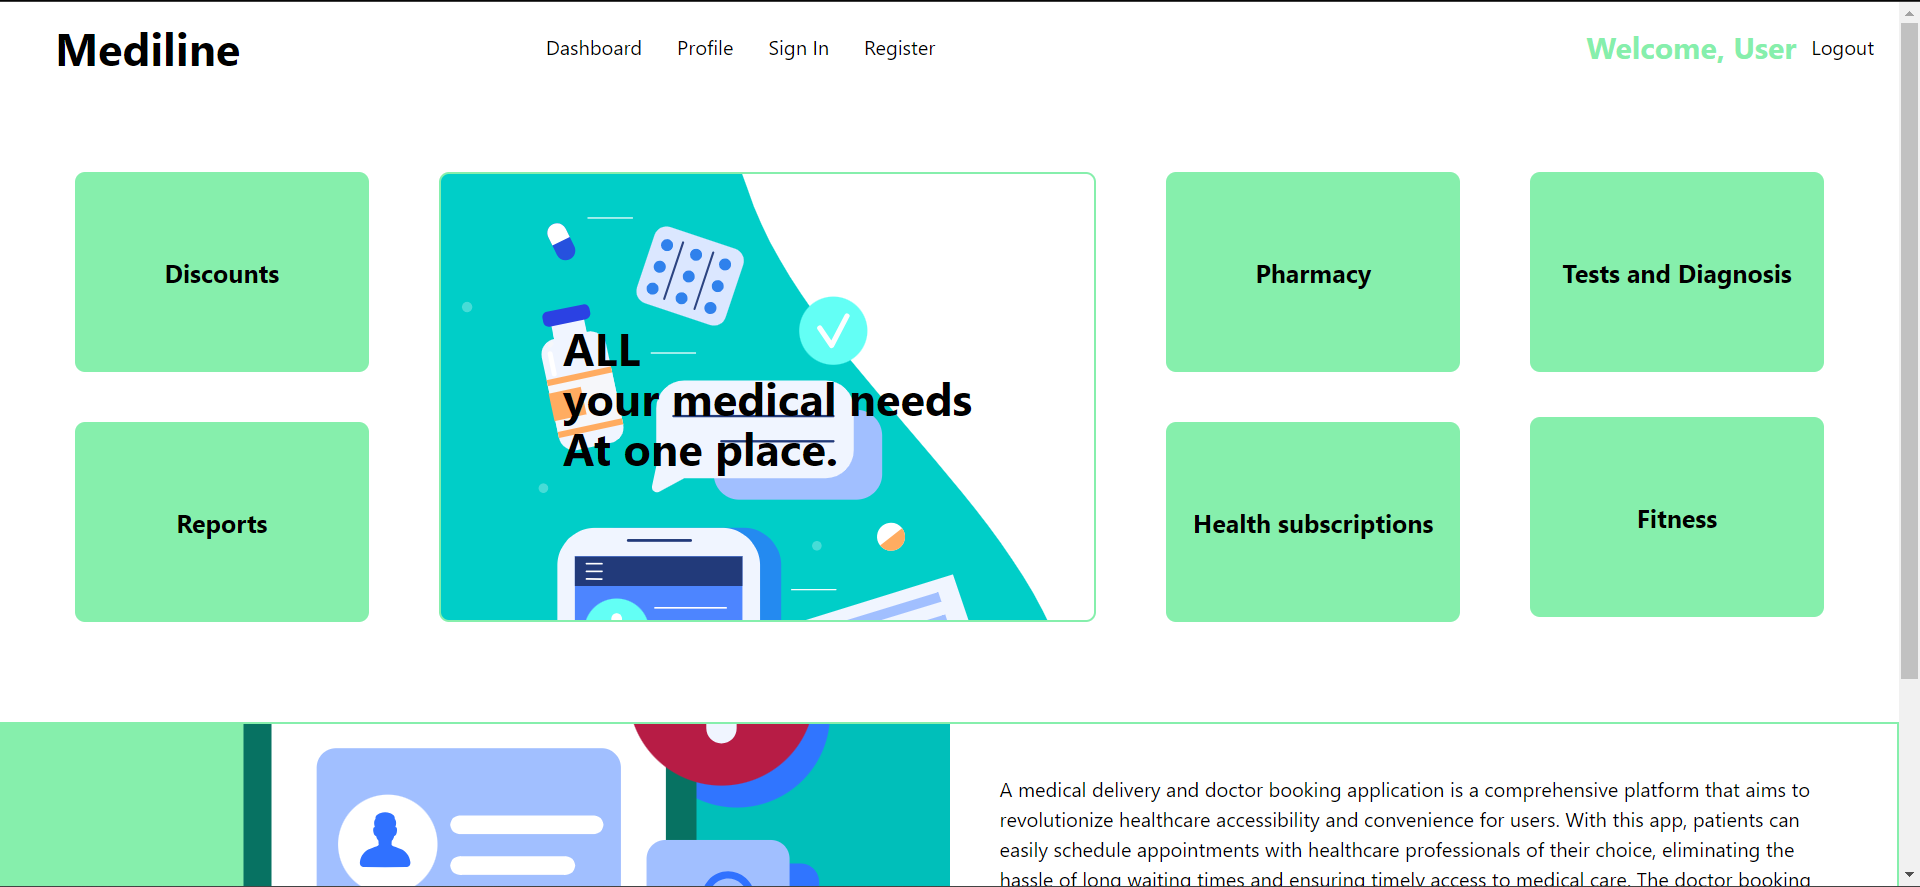 Mediline
Dashboard Profile Sign In Register
Welcome, User Logout
Discounts
ALL
your medical needs
At one place.
Pharmacy
Tests and Diagnosis
Reports
Health subscriptions
Fitness
A medical delivery and doctor booking application is a comprehensive platform that aims to
revolutionize healthcare accessibility and convenience for users. With this app, patients can
easily schedule appointments with healthcare professionals of their choice, eliminating the
hassle of long waiting times and ensuring timely access to medical care. The doctor booking